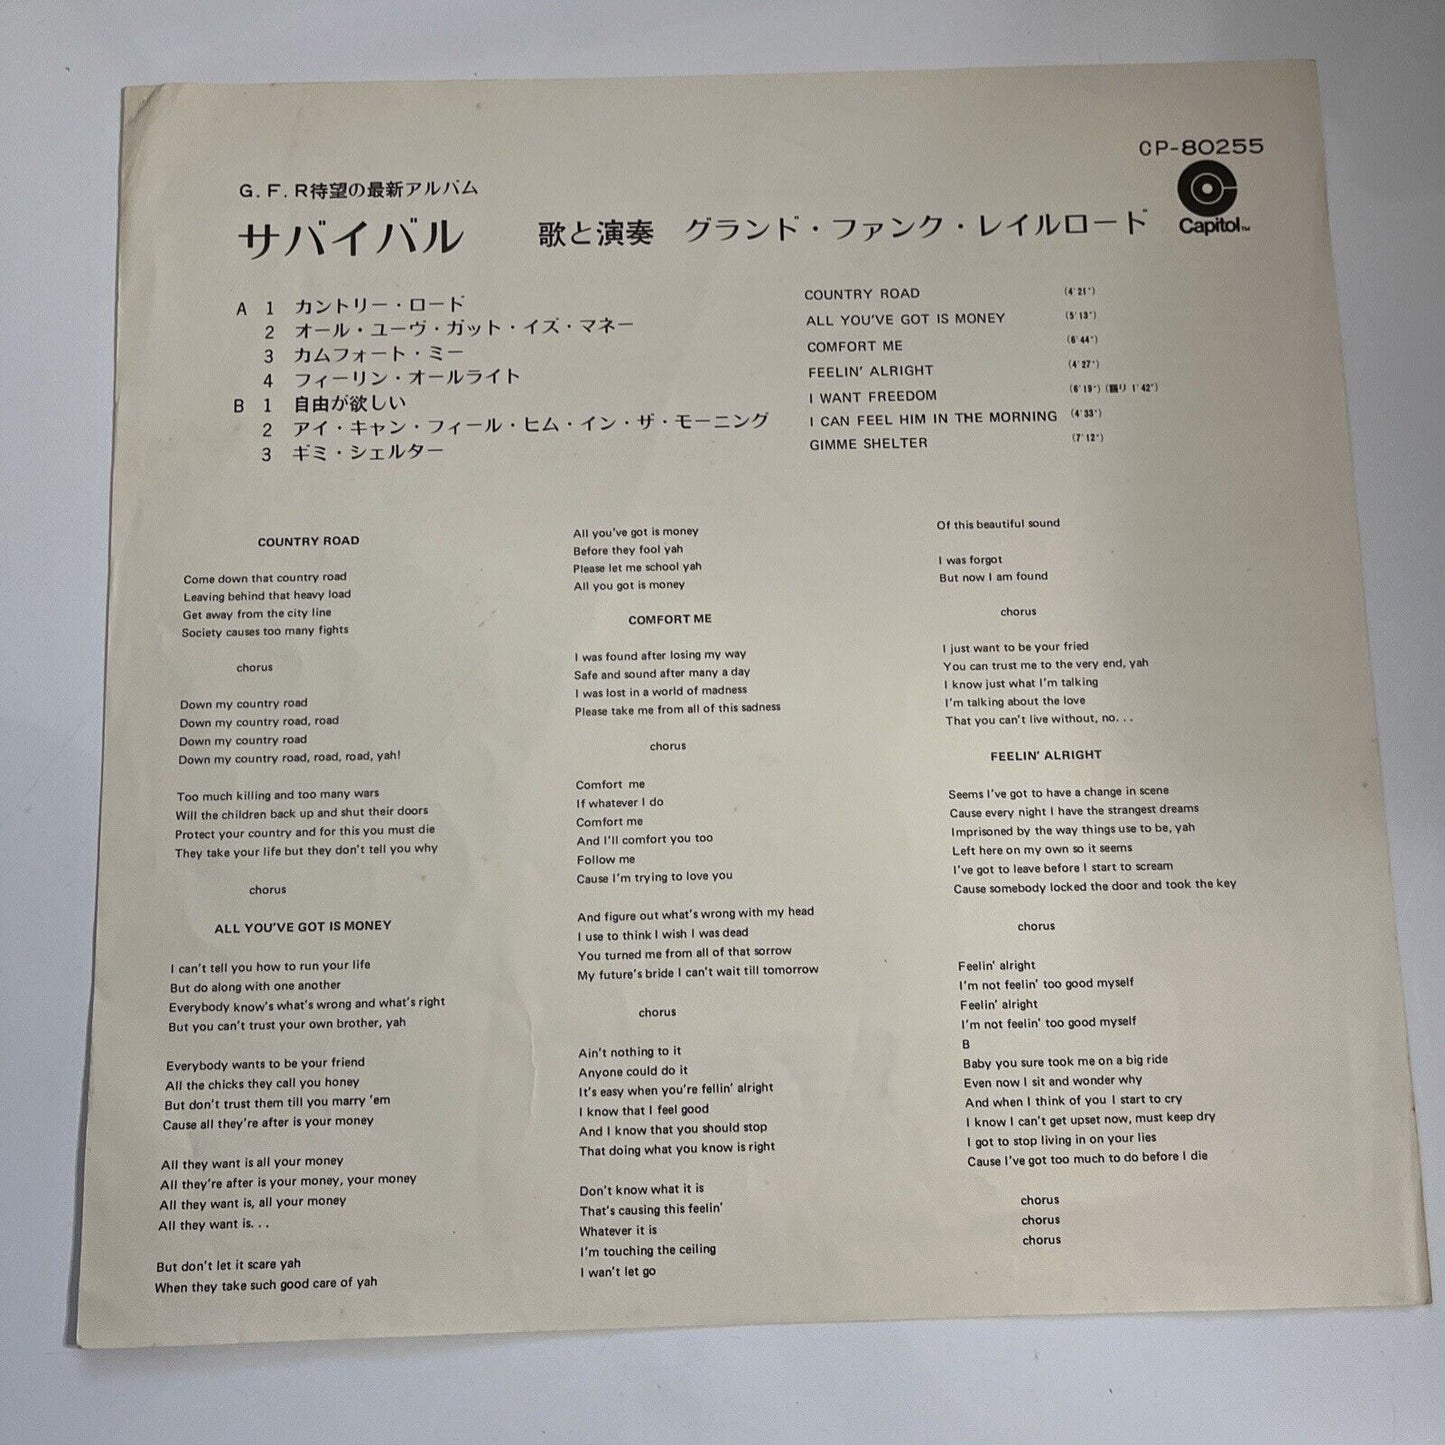 CP-80255
Capitol™
G.F.R待望の最新アルバム
サバイバル 歌と演奏 グランド・ファンク・レイルロード
A 1 カントリー・ロード COUNTRY ROAD (4'21")
2 オール・ユーヴ・ガット・イズ・マネー ALL YOU'VE GOT IS MONEY (5'13")
3 カムフォート・ミー COMFORT ME (6'44")
4 フィーリン・オールライト FEELIN' ALRIGHT (4'27")
B 1 自由が欲しい I WANT FREEDOM (6'19") (語り 1'42")
2 アイ・キャン・フィール・ヒム・イン・ザ・モーニング I CAN FEEL HIM IN THE MORNING (4'33")
3 ギミ・シェルター GIMME SHELTER (7'12")
COUNTRY ROAD
Come down that country road
Leaving behind that heavy load
Get away from the city line
Society causes too many fights
chorus
Down my country road
Down my country road, road
Down my country road
Down my country road, road, road, yah!
Too much killing and too many wars
Will the children back up and shut their doors
Protect your country and for this you must die
They take your life but they don't tell you why
chorus
ALL YOU'VE GOT IS MONEY
I can't tell you how to run your life
But do along with one another
Everybody know's what's wrong and what's right
But you can't trust your own brother, yah
Everybody wants to be your friend
All the chicks they call you honey
But don't trust them till you marry 'em
Cause all they're after is your money
All they want is all your money
All they're after is your money, your money
All they want is, all your money
All they want is. . .
But don't let it scare yah
When they take such good care of yah
All you've got is money
Before they fool yah
Please let me school yah
All you got is money
COMFORT ME
I was found after losing my way
Safe and sound after many a day
I was lost in a world of madness
Please take me from all of this sadness
chorus
Comfort me
If whatever I do
Comfort me
And I'll comfort you too
Follow me
Cause I'm trying to love you
And figure out what's wrong with my head
I use to think I wish I was dead
You turned me from all of that sorrow
My future's bride I can't wait till tomorrow
chorus
Ain't nothing to it
Anyone could do it
It's easy when you're fellin' alright
I know that I feel good
And I know that you should stop
That doing what you know is right
Don't know what it is
That's causing this feelin'
Whatever it is
I'm touching the ceiling
I wan't let go
Of this beautiful sound
I was forgot
But now I am found
chorus
I just want to be your fried
You can trust me to the very end, yah
I know just what I'm talking
I'm talking about the love
That you can't live without, no. . .
FEELIN' ALRIGHT
Seems I've got to have a change in scene
Cause every night I have the strangest dreams
Imprisoned by the way things use to be, yah
Left here on my own so it seems
I've got to leave before I start to scream
Cause somebody locked the door and took the key
chorus
Feelin' alright
I'm not feelin' too good myself
Feelin' alright
I'm not feelin' too good myself
B
Baby you sure took me on a big ride
Even now I sit and wonder why
And when I think of you I start to cry
I know I can't get upset now, must keep dry
I got to stop living in on your lies
Cause I've got too much to do before I die
chorus
chorus
chorus